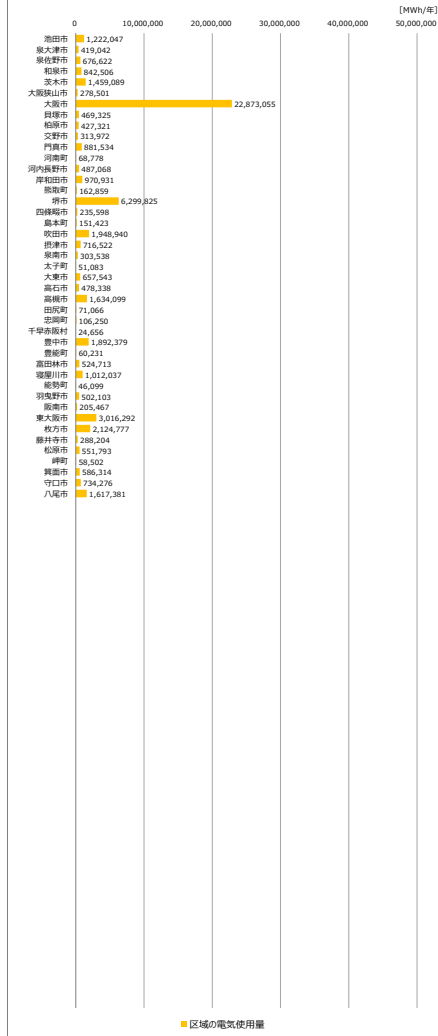 [MWh/年]
0 10,000,000 20,000,000 30,000,000 40,000,000 50,000,000
池田市 1,222,047
泉大津市 419,042
泉佐野市 676,622
和泉市 842,506
茨木市 1,459,089
大阪狭山市 278,501
大阪市 22,873,055
貝塚市 469,325
柏原市 427,321
交野市 313,972
門真市 881,534
河南町 68,778
河内長野市 487,068
岸和田市 970,931
熊取町 162,859
堺市 6,299,825
四條畷市 235,598
島本町 151,423
吹田市 1,948,940
摂津市 716,522
泉南市 303,538
太子町 51,083
大東市 657,543
高石市 478,338
高槻市 1,634,099
田尻町 71,066
忠岡町 106,250
千早赤阪村 24,656
豊中市 1,892,379
豊能町 60,231
富田林市 524,713
寝屋川市 1,012,037
能勢町 46,099
羽曳野市 502,103
阪南市 205,467
東大阪市 3,016,292
枚方市 2,124,777
藤井寺市 288,204
松原市 551,793
岬町 58,502
箕面市 586,314
守口市 734,276
八尾市 1,617,381
区域の電気使用量